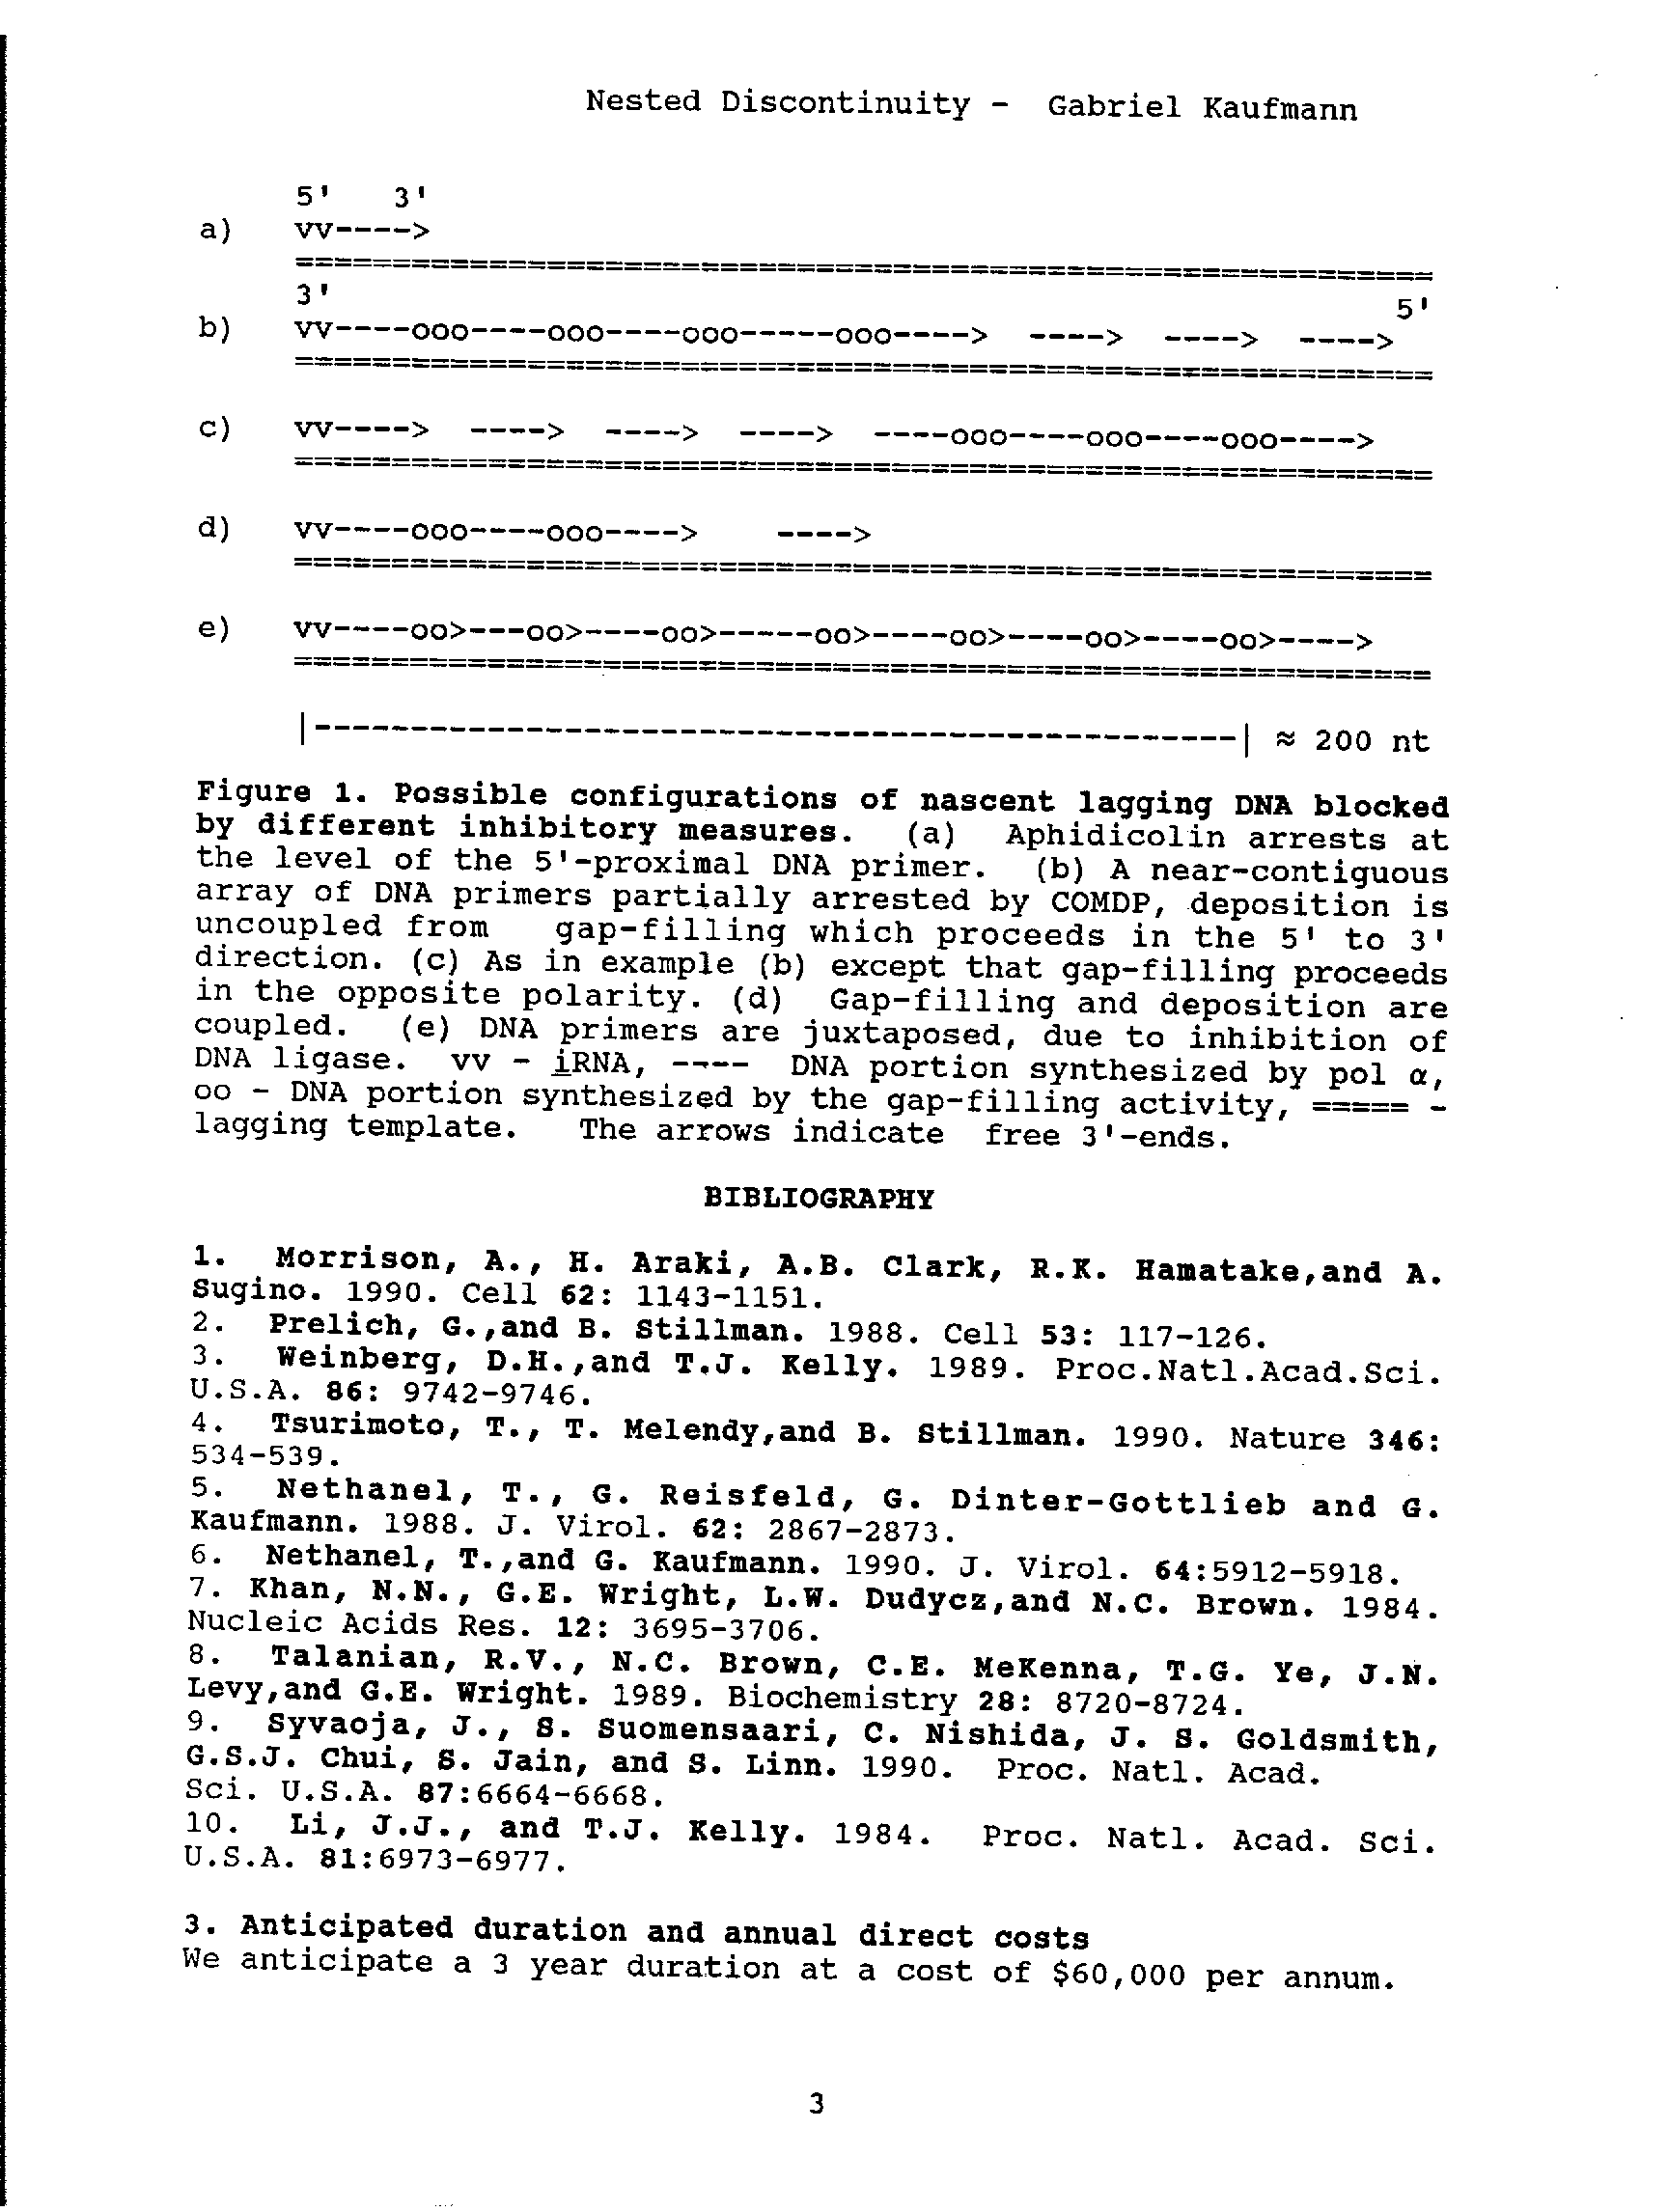 Nested Discontinuity - Gabriel Kaufmann
5' 3'
a) vv---->
===========================================================
3' 5'
b) vv----ooo----ooo----ooo-----ooo----> ----> ----> ---->
===========================================================
c) vv----> ----> ----> ----> ----ooo----ooo----ooo---->
===========================================================
d) vv----ooo----ooo----> ---->
===========================================================
e) vv----oo>---oo>----oo>-----oo>----oo>----oo>----oo>---->
===========================================================
|------------------------------------------------| ≈ 200 nt
Figure 1. Possible configurations of nascent lagging DNA blocked
by different inhibitory measures. (a) Aphidicolin arrests at
the level of the 5'-proximal DNA primer. (b) A near-contiguous
array of DNA primers partially arrested by COMDP, deposition is
uncoupled from gap-filling which proceeds in the 5' to 3'
direction. (c) As in example (b) except that gap-filling proceeds
in the opposite polarity. (d) Gap-filling and deposition are
coupled. (e) DNA primers are juxtaposed, due to inhibition of
DNA ligase. vv - iRNA, ---- DNA portion synthesized by pol α,
oo - DNA portion synthesized by the gap-filling activity, ===== -
lagging template. The arrows indicate free 3'-ends.
BIBLIOGRAPHY
1. Morrison, A., H. Araki, A.B. Clark, R.K. Hamatake,and A.
Sugino. 1990. Cell 62: 1143-1151.
2. Prelich, G.,and B. Stillman. 1988. Cell 53: 117-126.
3. Weinberg, D.H.,and T.J. Kelly. 1989. Proc.Natl.Acad.Sci.
U.S.A. 86: 9742-9746.
4. Tsurimoto, T., T. Melendy,and B. Stillman. 1990. Nature 346:
534-539.
5. Nethanel, T., G. Reisfeld, G. Dinter-Gottlieb and G.
Kaufmann. 1988. J. Virol. 62: 2867-2873.
6. Nethanel, T.,and G. Kaufmann. 1990. J. Virol. 64:5912-5918.
7. Khan, N.N., G.E. Wright, L.W. Dudycz,and N.C. Brown. 1984.
Nucleic Acids Res. 12: 3695-3706.
8. Talanian, R.V., N.C. Brown, C.E. MeKenna, T.G. Ye, J.N.
Levy,and G.E. Wright. 1989. Biochemistry 28: 8720-8724.
9. Syvaoja, J., S. Suomensaari, C. Nishida, J. S. Goldsmith,
G.S.J. Chui, S. Jain, and S. Linn. 1990. Proc. Natl. Acad.
Sci. U.S.A. 87:6664-6668.
10. Li, J.J., and T.J. Kelly. 1984. Proc. Natl. Acad. Sci.
U.S.A. 81:6973-6977.
3. Anticipated duration and annual direct costs
We anticipate a 3 year duration at a cost of $60,000 per annum.
3